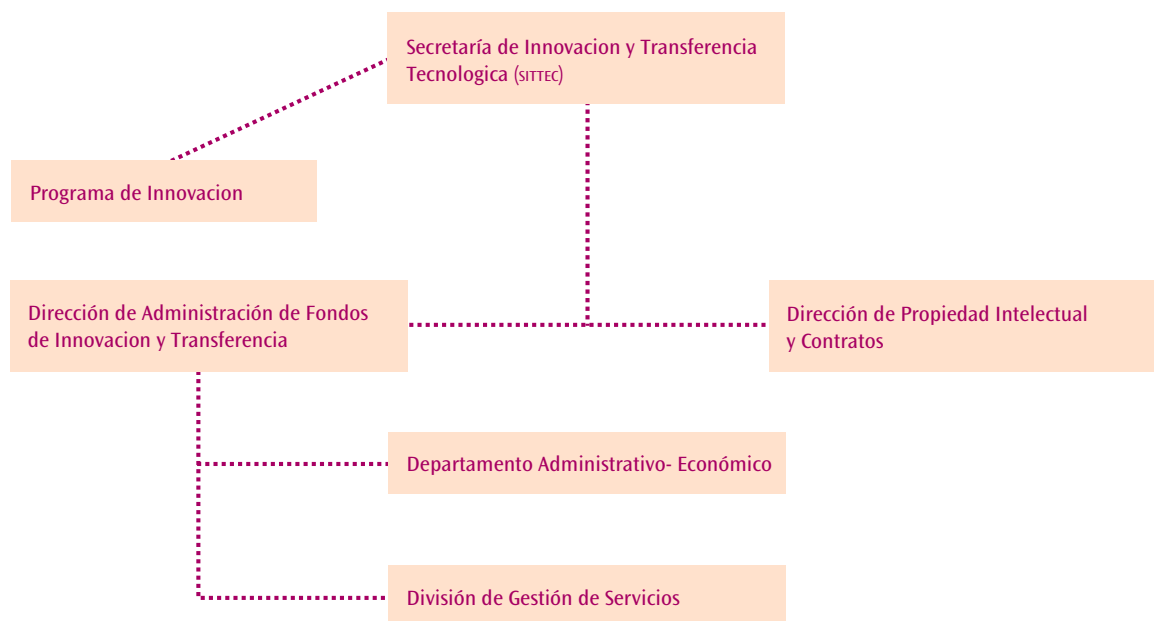 Secretaría de Innovacion y Transferencia
Tecnologica (SITTEC)
Programa de Innovacion
Dirección de Administración de Fondos
de Innovacion y Transferencia
Dirección de Propiedad Intelectual
y Contratos
Departamento Administrativo- Económico
División de Gestión de Servicios